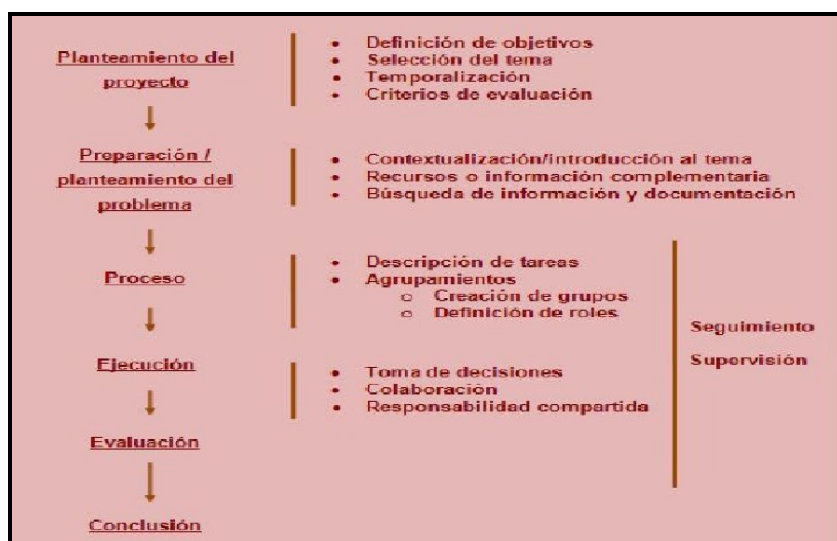 Planteamiento del
proyecto
• Definición de objetivos
• Selección del tema
• Temporalización
• Criterios de evaluación
Preparación /
planteamiento del
problema
• Contextualización/introducción al tema
• Recursos o información complementaria
• Búsqueda de información y documentación
Proceso
• Descripción de tareas
• Agrupamientos
o Creación de grupos
o Definición de roles
Ejecución
• Toma de decisiones
• Colaboración
• Responsabilidad compartida
Seguimiento
Supervisión
Evaluación
Conclusión